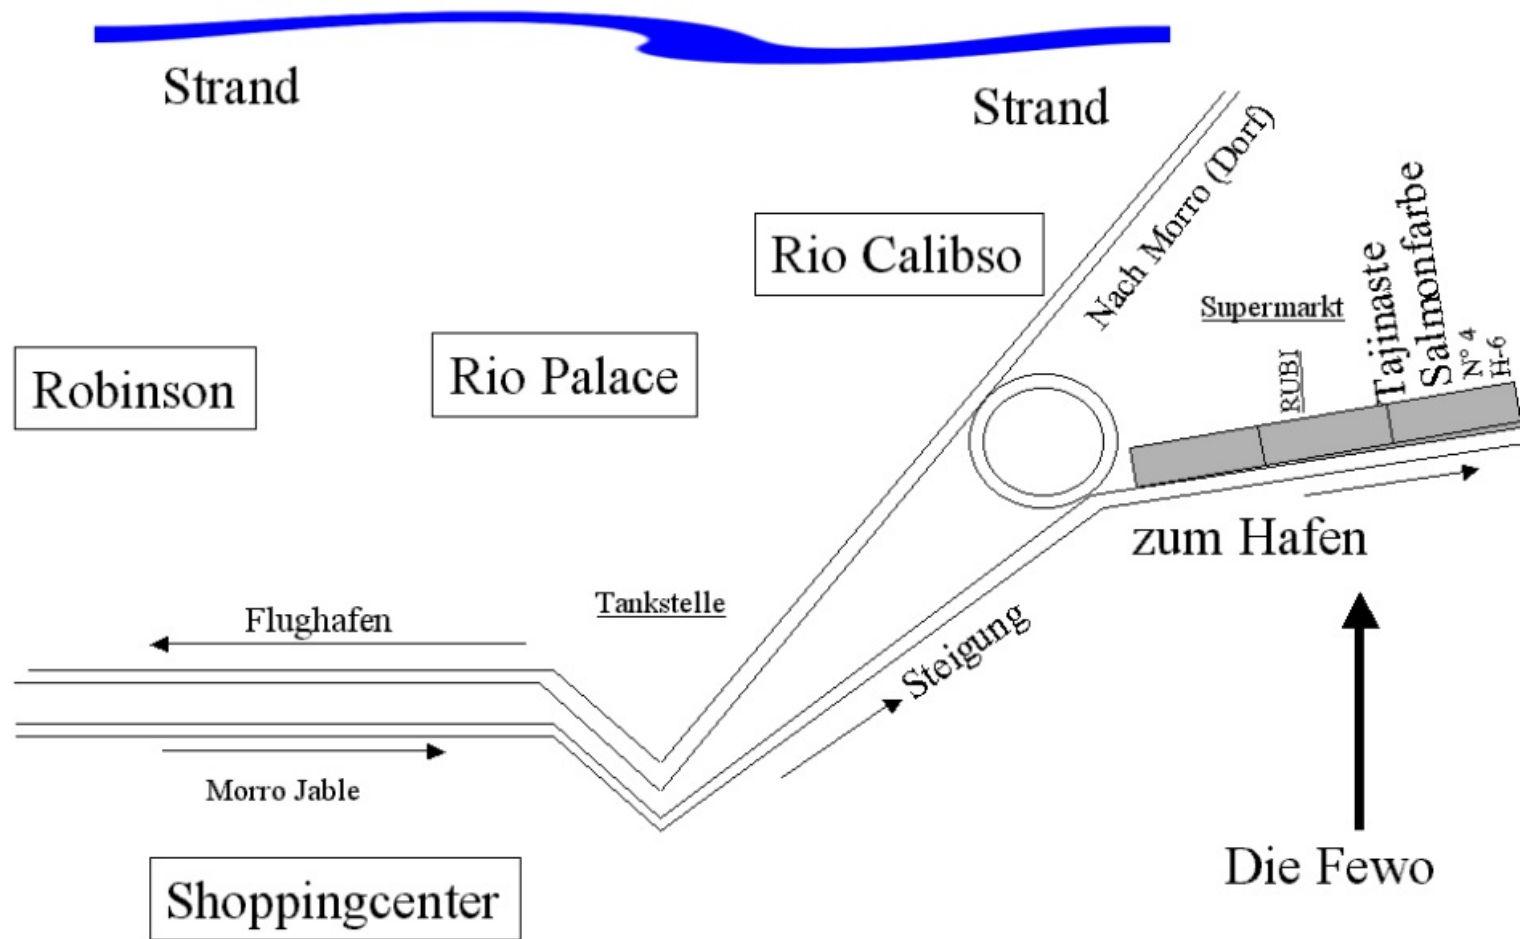 Strand
Strand
Nach Morro (Dorf)
Rio Calibso
Supermarkt
Tajinaste
Salmonfarbe
N° 4
H-6
RUBI
Rio Palace
Robinson
zum Hafen
Tankstelle
Flughafen
Steigung
Morro Jable
Die Fewo
Shoppingcenter